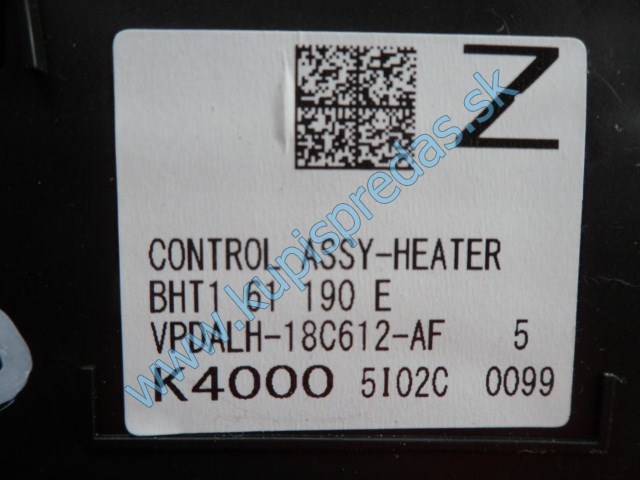 Z
CONTROL ASSY-HEATER
BHT1 61 190 E
VPDALH-18C612-AF 5
K4000 5I02C 0099
www.kupispredas.sk